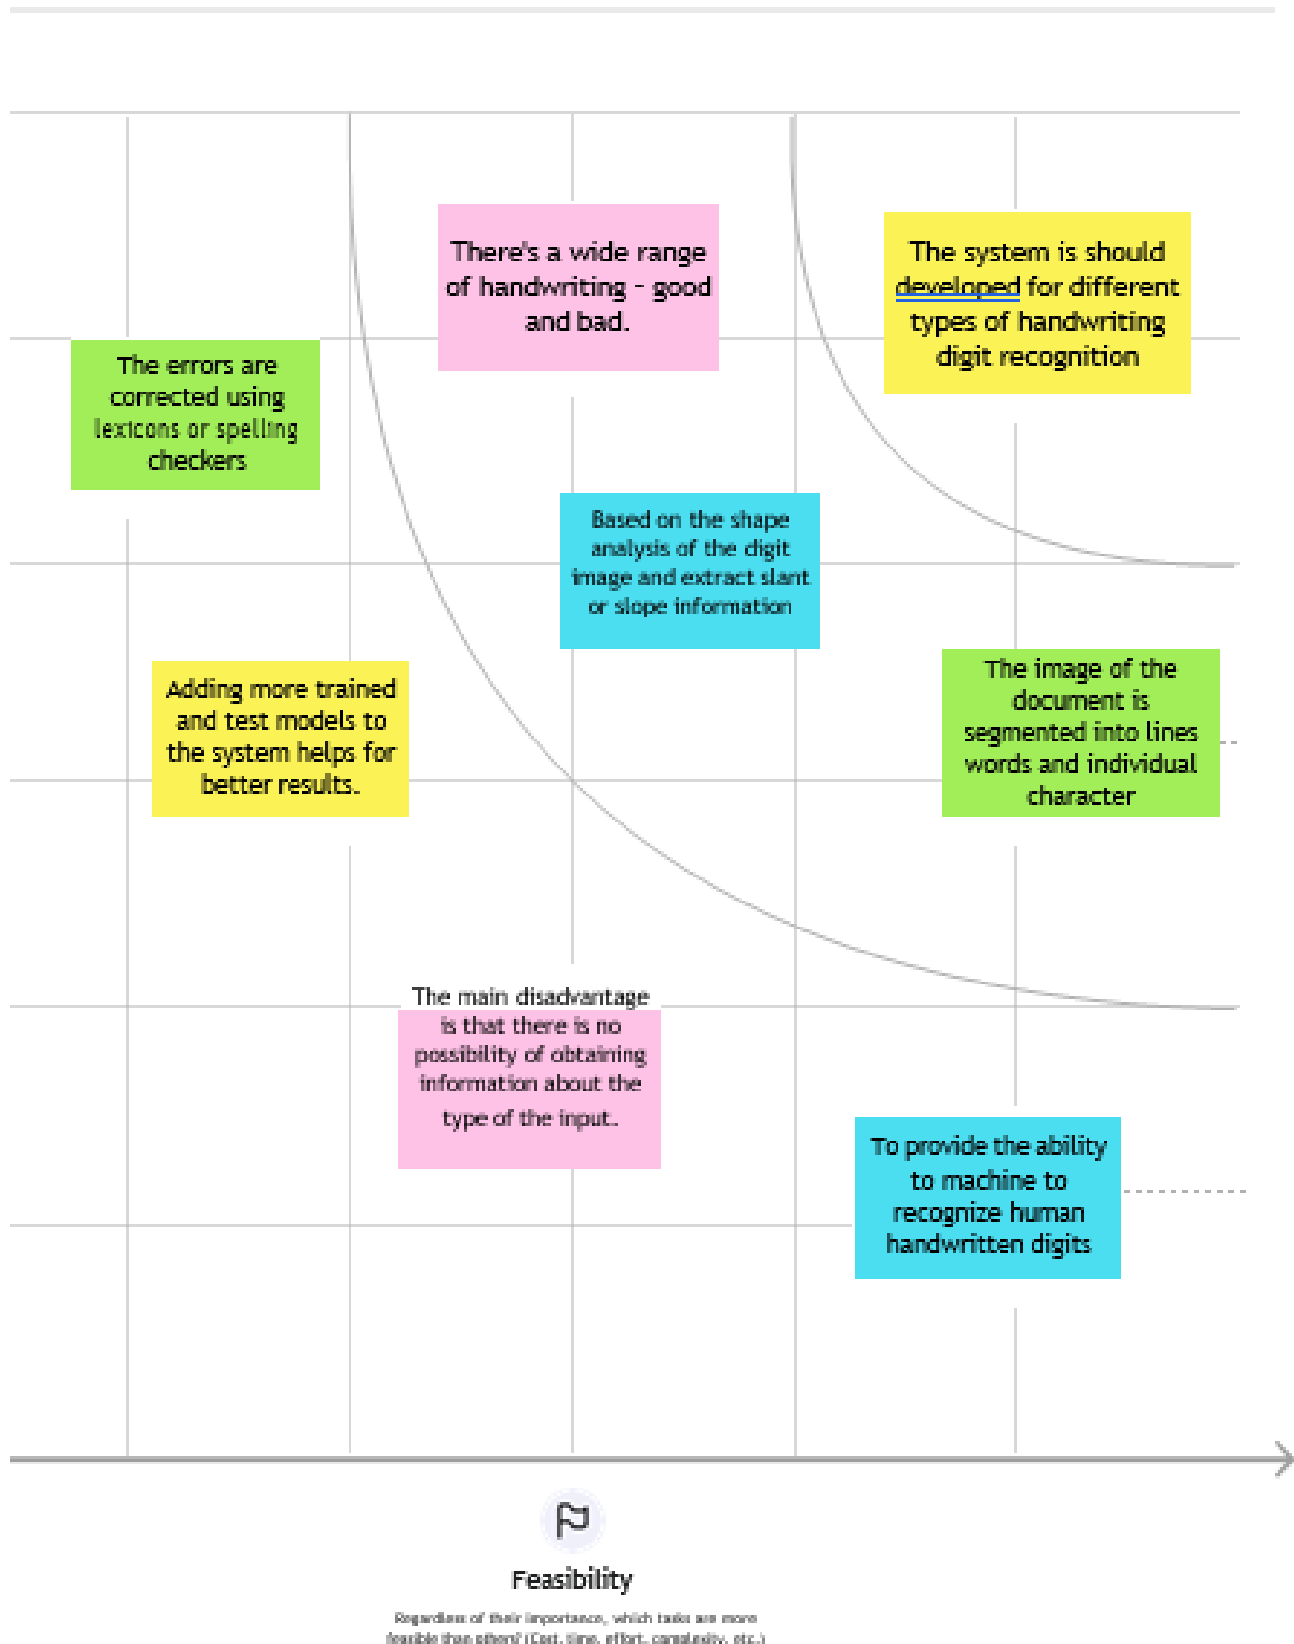 There's a wide range
of handwriting - good
and bad.
The system is should
developed for different
types of handwriting
digit recognition
The errors are
corrected using
lexicons or spelling
checkers
Based on the shape
analysis of the digit
image and extract slant
or slope information
Adding more trained
and test models to
the system helps for
better results.
The image of the
document is
segmented into lines
words and individual
character
The main disadvantage
is that there is no
possibility of obtaining
information about the
type of the input.
To provide the ability
to machine to
recognize human
handwritten digits
Feasibility
Regardless of their importance, which tasks are more
feasible than others? (Cost, time, effort, complexity, etc.)